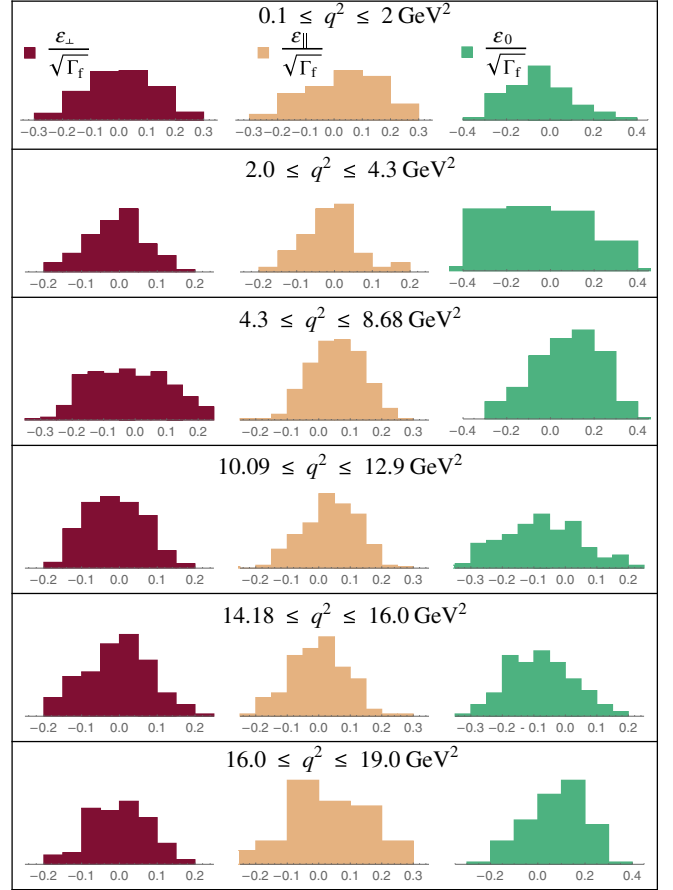 0.1 ≤ q² ≤ 2 GeV²
ε⊥/√Γf ε∥/√Γf ε0/√Γf
−0.3 −0.2 −0.1 0.0 0.1 0.2 0.3 −0.3 −0.2 −0.1 0.0 0.1 0.2 0.3 −0.4 −0.2 0.0 0.2 0.4
2.0 ≤ q² ≤ 4.3 GeV²
−0.2 −0.1 0.0 0.1 0.2 −0.2 −0.1 0.0 0.1 0.2 −0.4 −0.2 0.0 0.2 0.4
4.3 ≤ q² ≤ 8.68 GeV²
−0.3 −0.2 −0.1 0.0 0.1 0.2 −0.2 −0.1 0.0 0.1 0.2 0.3 −0.4 −0.2 0.0 0.2 0.4
10.09 ≤ q² ≤ 12.9 GeV²
−0.2 −0.1 0.0 0.1 0.2 −0.2 −0.1 0.0 0.1 0.2 0.3 −0.3 −0.2 −0.1 0.0 0.1 0.2
14.18 ≤ q² ≤ 16.0 GeV²
−0.2 −0.1 0.0 0.1 0.2 −0.2 −0.1 0.0 0.1 0.2 0.3 −0.3 −0.2 −0.1 0.0 0.1 0.2
16.0 ≤ q² ≤ 19.0 GeV²
−0.2 −0.1 0.0 0.1 0.2 −0.2 −0.1 0.0 0.1 0.2 0.3 −0.2 0.0 0.2 0.4